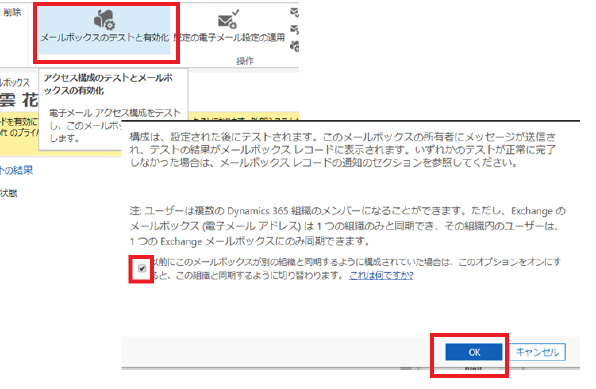 削除
メールボックスのテストと有効化
定の電子メール設定の適用
操作
アクセス構成のテストとメールボ
ックスの有効化
電子メール アクセス構成をテスト
し、このメールボッ
します。
ルボックス
雲 花
ドを有効に
oft のプライバ
トの結果
状態
構成は、設定された後にテストされます。このメールボックスの所有者にメッセージが送信さ
れ、テストの結果がメールボックス レコードに表示されます。いずれかのテストが正常に完了
しなかった場合は、メールボックス レコードの通知のセクションを参照してください。
注: ユーザーは複数の Dynamics 365 組織のメンバーになることができます。ただし、Exchange の
メールボックス (電子メール アドレス) は 1 つの組織のみと同期でき、その組織内のユーザーは、
1 つの Exchange メールボックスにのみ同期できます。
以前にこのメールボックスが別の組織と同期するように構成されていた場合は、このオプションをオンにす
ると、この組織と同期するように切り替わります。 これは何ですか?
OK
キャンセル